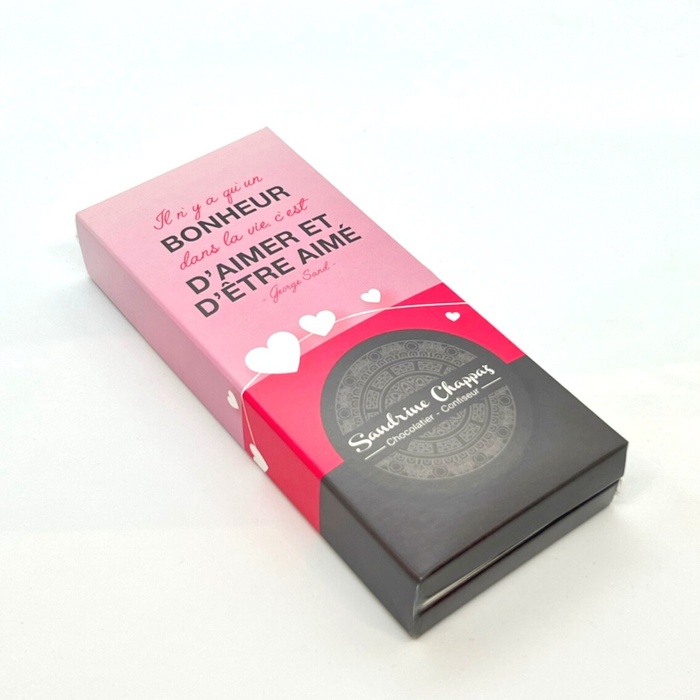 Il n'y a qu'un
BONHEUR
dans la vie, c'est
D'AIMER ET
D'ÊTRE AIMÉ
- George Sand -
Sandrine Chappaz
Chocolatier - Confiseur